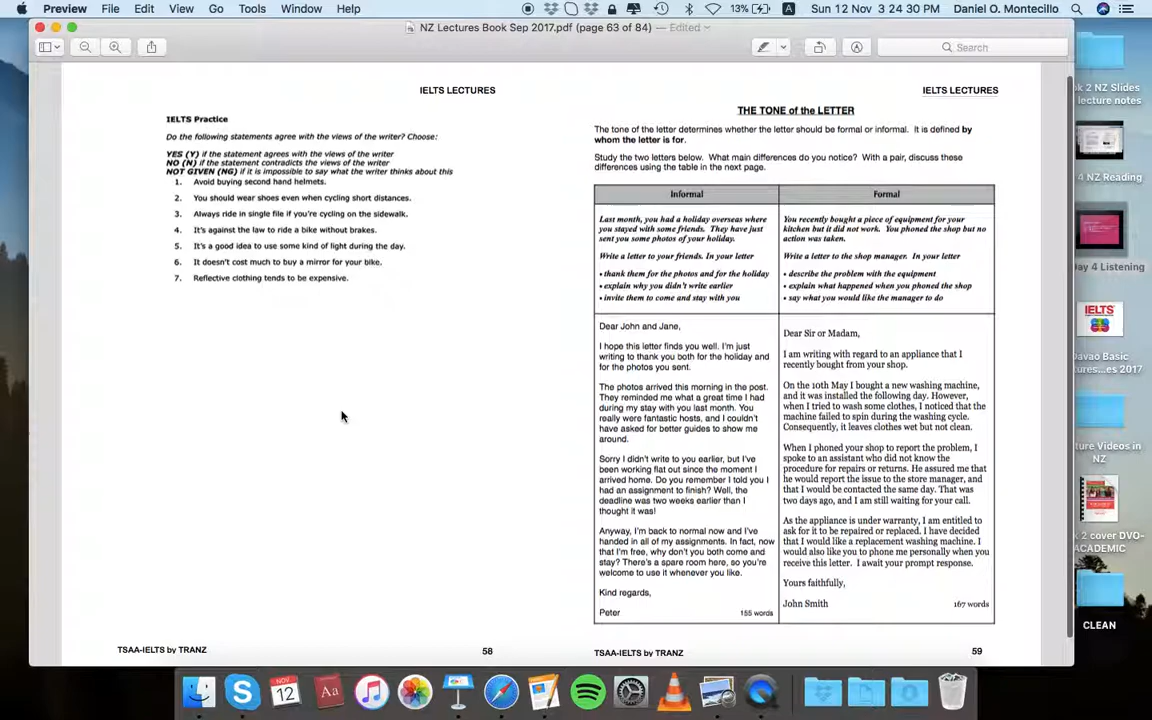 Preview File Edit View Go Tools Window Help 13% Sun 12 Nov 3 24 30 PM Daniel O. Montecillo
NZ Lectures Book Sep 2017.pdf (page 63 of 84) — Edited
Search
IELTS LECTURES
IELTS Practice
Do the following statements agree with the views of the writer? Choose:
YES (Y) if the statement agrees with the views of the writer
NO (N) if the statement contradicts the views of the writer
NOT GIVEN (NG) if it is impossible to say what the writer thinks about this
1. Avoid buying second hand helmets.
2. You should wear shoes even when cycling short distances.
3. Always ride in single file if you're cycling on the sidewalk.
4. It's against the law to ride a bike without brakes.
5. It's a good idea to use some kind of light during the day.
6. It doesn't cost much to buy a mirror for your bike.
7. Reflective clothing tends to be expensive.
TSAA-IELTS by TRANZ 58
IELTS LECTURES
THE TONE of the LETTER
The tone of the letter determines whether the letter should be formal or informal. It is defined by
whom the letter is for.
Study the two letters below. What main differences do you notice? With a pair, discuss these
differences using the table in the next page.
Informal
Last month, you had a holiday overseas where
you stayed with some friends. They have just
sent you some photos of your holiday.
Write a letter to your friends. In your letter
• thank them for the photos and for the holiday
• explain why you didn't write earlier
• invite them to come and stay with you
Dear John and Jane,
I hope this letter finds you well. I'm just
writing to thank you both for the holiday and
for the photos you sent.
The photos arrived this morning in the post.
They reminded me what a great time I had
during my stay with you last month. You
really were fantastic hosts, and I couldn't
have asked for better guides to show me
around.
Sorry I didn't write to you earlier, but I've
been working flat out since the moment I
arrived home. Do you remember I told you I
had an assignment to finish? Well, the
deadline was two weeks earlier than I
thought it was!
Anyway, I'm back to normal now and I've
handed in all of my assignments. In fact, now
that I'm free, why don't you both come and
stay? There's a spare room here, so you're
welcome to use it whenever you like.
Kind regards,
Peter 155 words
Formal
You recently bought a piece of equipment for your
kitchen but it did not work. You phoned the shop but no
action was taken.
Write a letter to the shop manager. In your letter
• describe the problem with the equipment
• explain what happened when you phoned the shop
• say what you would like the manager to do
Dear Sir or Madam,
I am writing with regard to an appliance that I
recently bought from your shop.
On the 10th May I bought a new washing machine,
and it was installed the following day. However,
when I tried to wash some clothes, I noticed that the
machine failed to spin during the washing cycle.
Consequently, it leaves clothes wet but not clean.
When I phoned your shop to report the problem, I
spoke to an assistant who did not know the
procedure for repairs or returns. He assured me that
he would report the issue to the store manager, and
that I would be contacted the same day. That was
two days ago, and I am still waiting for your call.
As the appliance is under warranty, I am entitled to
ask for it to be repaired or replaced. I have decided
that I would like a replacement washing machine. I
would also like you to phone me personally when you
receive this letter. I await your prompt response.
Yours faithfully,
John Smith 167 words
TSAA-IELTS by TRANZ 59
k 2 NZ Slides
lecture notes
4 NZ Reading
Day 4 Listening
IELTS
Davao Basic
ures...es 2017
ture Videos in
NZ
k 2 cover DVO-
ACADEMIC
CLEAN
NOV
12
Aa